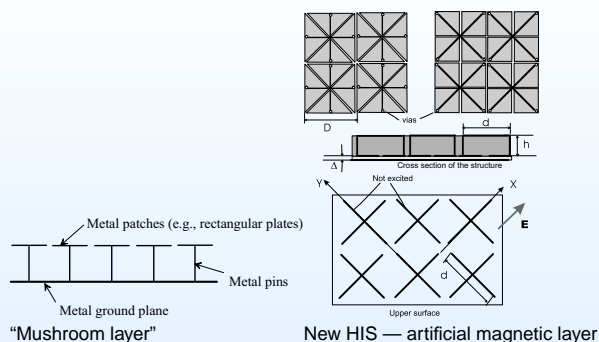 vias
D
d
h
Δ
Cross section of the structure
Y
Not excited
X
E
d
Upper surface
Metal patches (e.g., rectangular plates)
Metal pins
Metal ground plane
“Mushroom layer”
New HIS — artificial magnetic layer